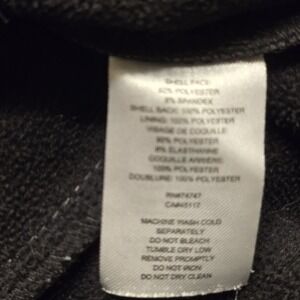 SHELL FACE:
92% POLYESTER
8% SPANDEX
SHELL BACK: 100% POLYESTER
LINING: 100% POLYESTER
VISAGE DE COQUILLE
92% POLYESTER
8% ELASTHANNE
COQUILLE ARRIERE:
100% POLYESTER
DOUBLURE: 100% POLYESTER
RN#74747
CA#45117
MACHINE WASH COLD
SEPARATELY
DO NOT BLEACH
TUMBLE DRY LOW
REMOVE PROMPTLY
DO NOT IRON
DO NOT DRY CLEAN